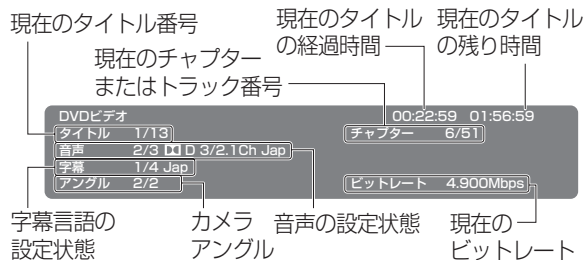 現在のタイトル番号
現在のチャプター
またはトラック番号
現在のタイトル
の経過時間
現在のタイトル
の残り時間
DVDビデオ 00:22:59 01:56:59
タイトル 1/13 チャプター 6/51
音声 2/3 D 3/2.1Ch Jap
字幕 1/4 Jap
アングル 2/2 ビットレート 4.900Mbps
字幕言語の
設定状態
カメラ
アングル
音声の設定状態
現在の
ビットレート